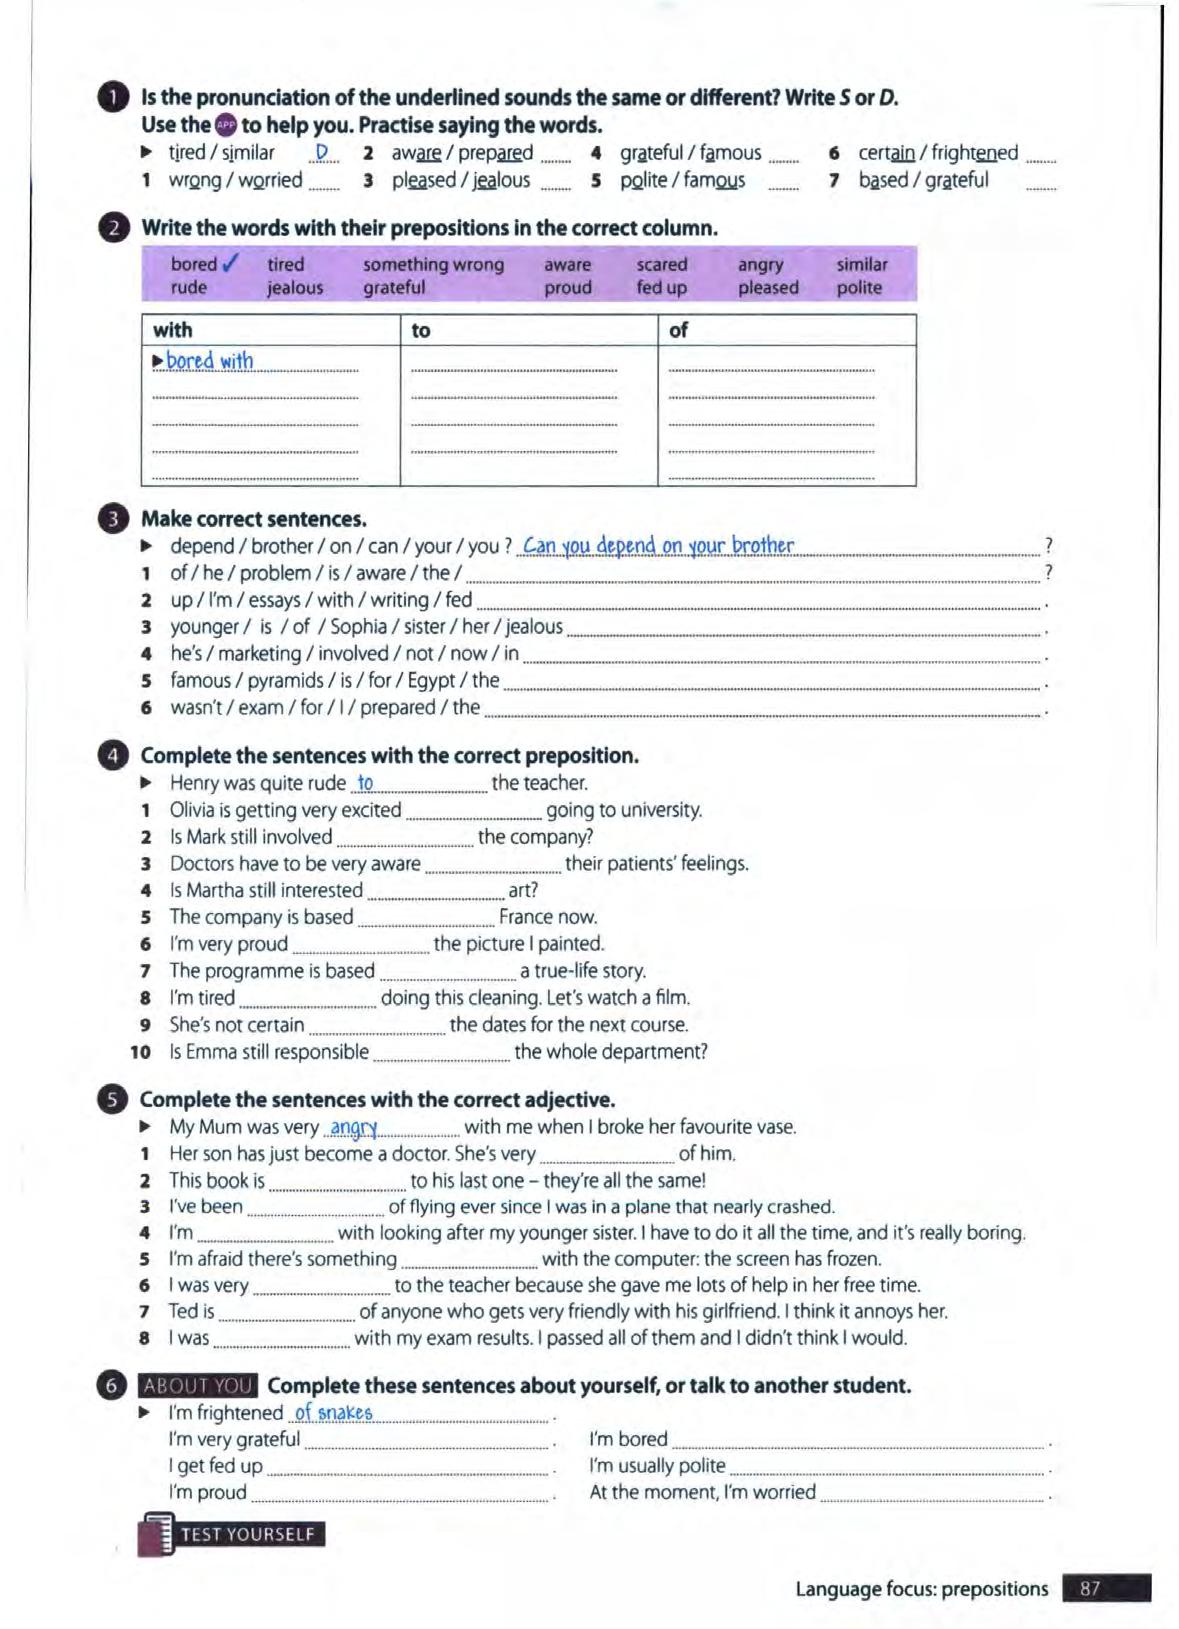 1 Is the pronunciation of the underlined sounds the same or different? Write S or D.
Use the APP to help you. Practise saying the words.
► tired / similar D 2 aware / prepared ........ 4 grateful / famous ........ 6 certain / frightened ........
1 wrong / worried ........ 3 pleased / jealous ........ 5 polite / famous ........ 7 based / grateful ........
2 Write the words with their prepositions in the correct column.
bored ✓ tired something wrong aware scared angry similar
rude jealous grateful proud fed up pleased polite
with to of
►bored with
3 Make correct sentences.
► depend / brother / on / can / your / you ? Can you depend on your brother ?
1 of / he / problem / is / aware / the / ?
2 up / I'm / essays / with / writing / fed .
3 younger / is / of / Sophia / sister / her / jealous .
4 he's / marketing / involved / not / now / in .
5 famous / pyramids / is / for / Egypt / the .
6 wasn't / exam / for / I / prepared / the .
4 Complete the sentences with the correct preposition.
► Henry was quite rude to the teacher.
1 Olivia is getting very excited ........ going to university.
2 Is Mark still involved ........ the company?
3 Doctors have to be very aware ........ their patients' feelings.
4 Is Martha still interested ........ art?
5 The company is based ........ France now.
6 I'm very proud ........ the picture I painted.
7 The programme is based ........ a true-life story.
8 I'm tired ........ doing this cleaning. Let's watch a film.
9 She's not certain ........ the dates for the next course.
10 Is Emma still responsible ........ the whole department?
5 Complete the sentences with the correct adjective.
► My Mum was very angry with me when I broke her favourite vase.
1 Her son has just become a doctor. She's very ........ of him.
2 This book is ........ to his last one – they're all the same!
3 I've been ........ of flying ever since I was in a plane that nearly crashed.
4 I'm ........ with looking after my younger sister. I have to do it all the time, and it's really boring.
5 I'm afraid there's something ........ with the computer: the screen has frozen.
6 I was very ........ to the teacher because she gave me lots of help in her free time.
7 Ted is ........ of anyone who gets very friendly with his girlfriend. I think it annoys her.
8 I was ........ with my exam results. I passed all of them and I didn't think I would.
6 ABOUT YOU Complete these sentences about yourself, or talk to another student.
► I'm frightened of snakes .
I'm very grateful ........ . I'm bored ........ .
I get fed up ........ . I'm usually polite ........ .
I'm proud ........ . At the moment, I'm worried ........ .
TEST YOURSELF
Language focus: prepositions 87